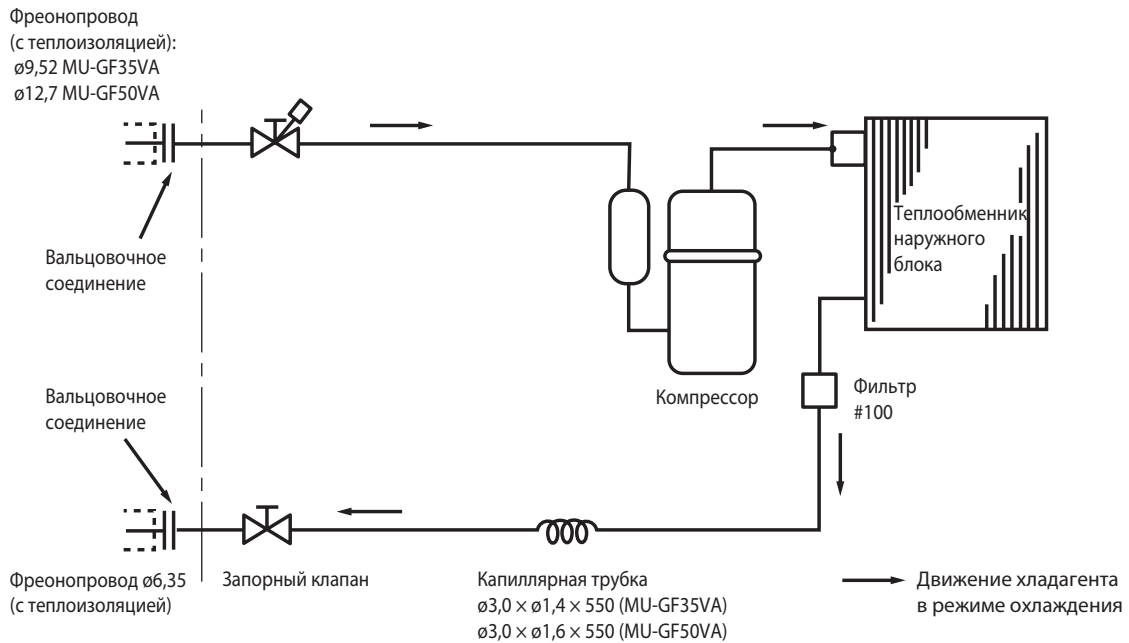 Фреонопровод
(с теплоизоляцией):
ø9,52 MU-GF35VA
ø12,7 MU-GF50VA
Вальцовочное
соединение
Теплообменник
наружного
блока
Компрессор
Фильтр
#100
Вальцовочное
соединение
Фреонопровод ø6,35
(с теплоизоляцией)
Запорный клапан
Капиллярная трубка
ø3,0 × ø1,4 × 550 (MU-GF35VA)
ø3,0 × ø1,6 × 550 (MU-GF50VA)
Движение хладагента
в режиме охлаждения